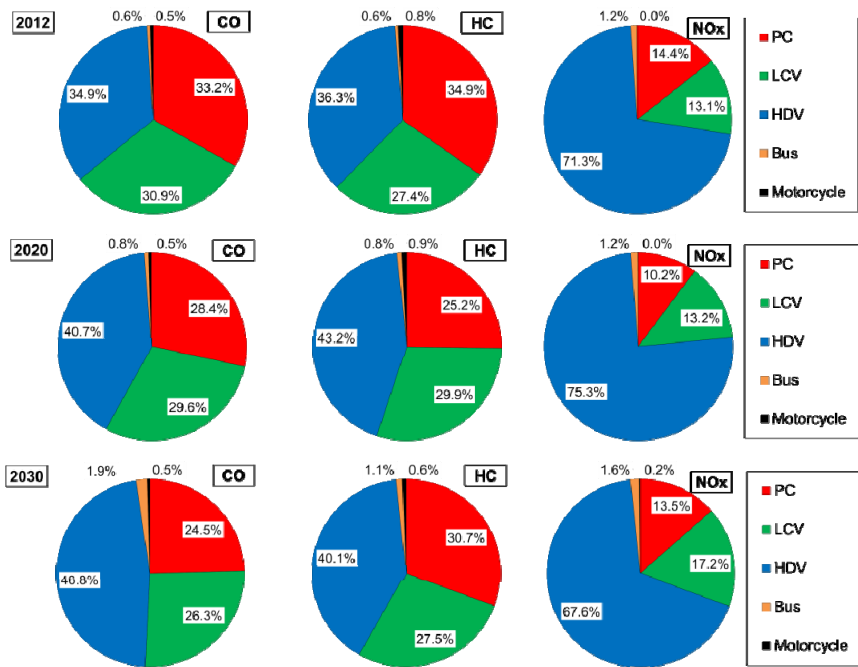 2012
CO
0.6% 0.5%
33.2%
34.9%
30.9%
HC
0.6% 0.8%
34.9%
36.3%
27.4%
NOx
1.2% 0.0%
14.4%
13.1%
71.3%
PC
LCV
HDV
Bus
Motorcycle
2020
CO
0.8% 0.5%
28.4%
40.7%
29.6%
HC
0.8% 0.9%
25.2%
43.2%
29.9%
NOx
1.2% 0.0%
10.2%
13.2%
75.3%
PC
LCV
HDV
Bus
Motorcycle
2030
CO
1.9% 0.5%
24.5%
46.8%
26.3%
HC
1.1% 0.6%
30.7%
40.1%
27.5%
NOx
1.6% 0.2%
13.5%
17.2%
67.6%
PC
LCV
HDV
Bus
Motorcycle